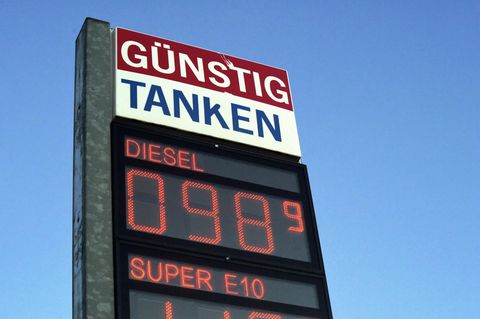 GÜNSTIG
TANKEN
DIESEL
0989
SUPER E10